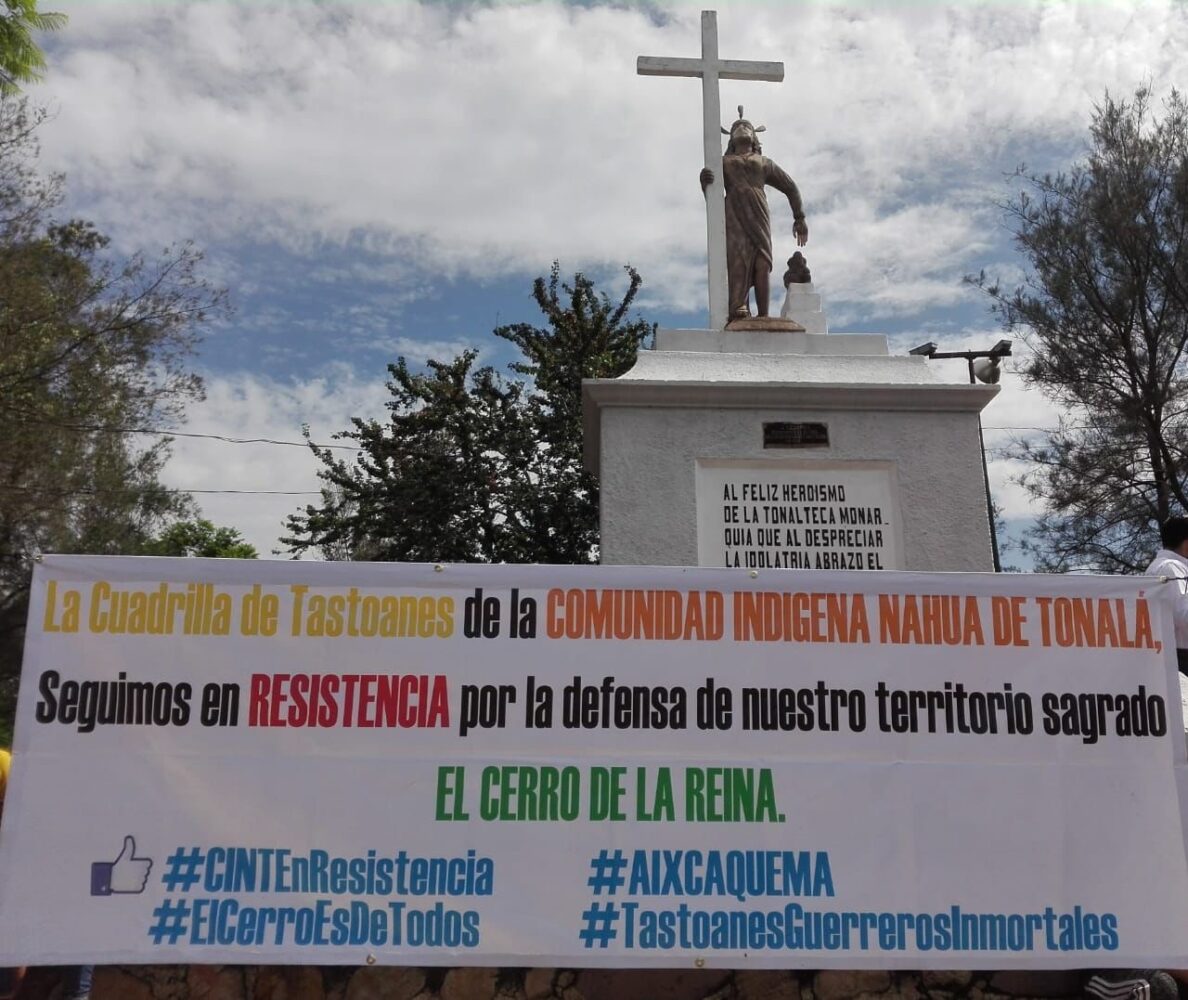 AL FELIZ HEROISMO
DE LA TONALTECA MONAR_
QUIA QUE AL DESPRECIAR
LA IDOLATRIA ABRAZO EL
La Cuadrilla de Tastoanes de la COMUNIDAD INDIGENA NAHUA DE TONALÁ,
Seguimos en RESISTENCIA por la defensa de nuestro territorio sagrado
EL CERRO DE LA REINA.
#CINTEnResistencia #AIXCAQUEMA
#ElCerroEsDeTodos #TastoanesGuerrerosInmortales